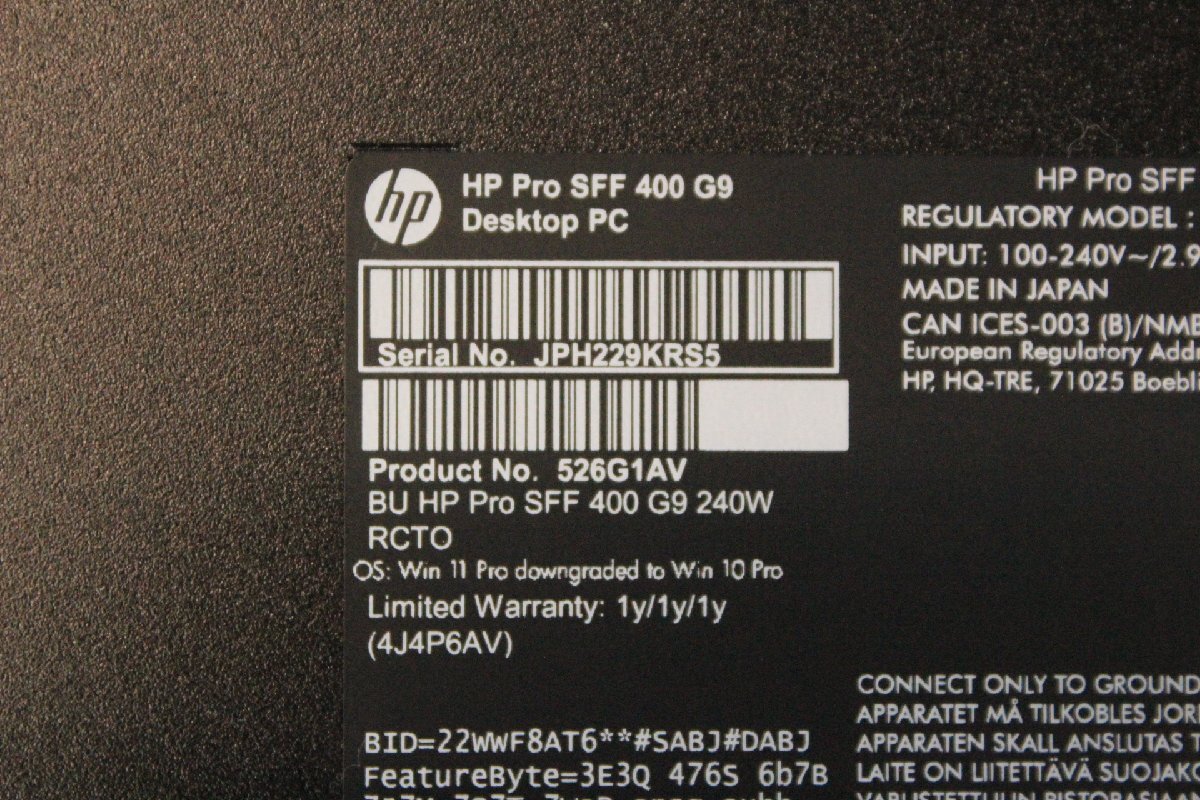 hp
HP Pro SFF 400 G9
Desktop PC
Serial No. JPH229KRS5
Product No. 526G1AV
BU HP Pro SFF 400 G9 240W
RCTO
OS: Win 11 Pro downgraded to Win 10 Pro
Limited Warranty: 1y/1y/1y
(4J4P6AV)
BID=22WWF8AT6**#SABJ#DABJ
FeatureByte=3E3Q 476S 6b7B
HP Pro SFF
REGULATORY MODEL :
INPUT: 100-240V~/2.9
MADE IN JAPAN
CAN ICES-003 (B)/NMB
European Regulatory Addr
HP, HQ-TRE, 71025 Boebli
CONNECT ONLY TO GROUND
APPARATET MÅ TILKOBLES JOR
APPARATEN SKALL ANSLUTAS T
LAITE ON LIITETTÄVÄ SUOJAKO